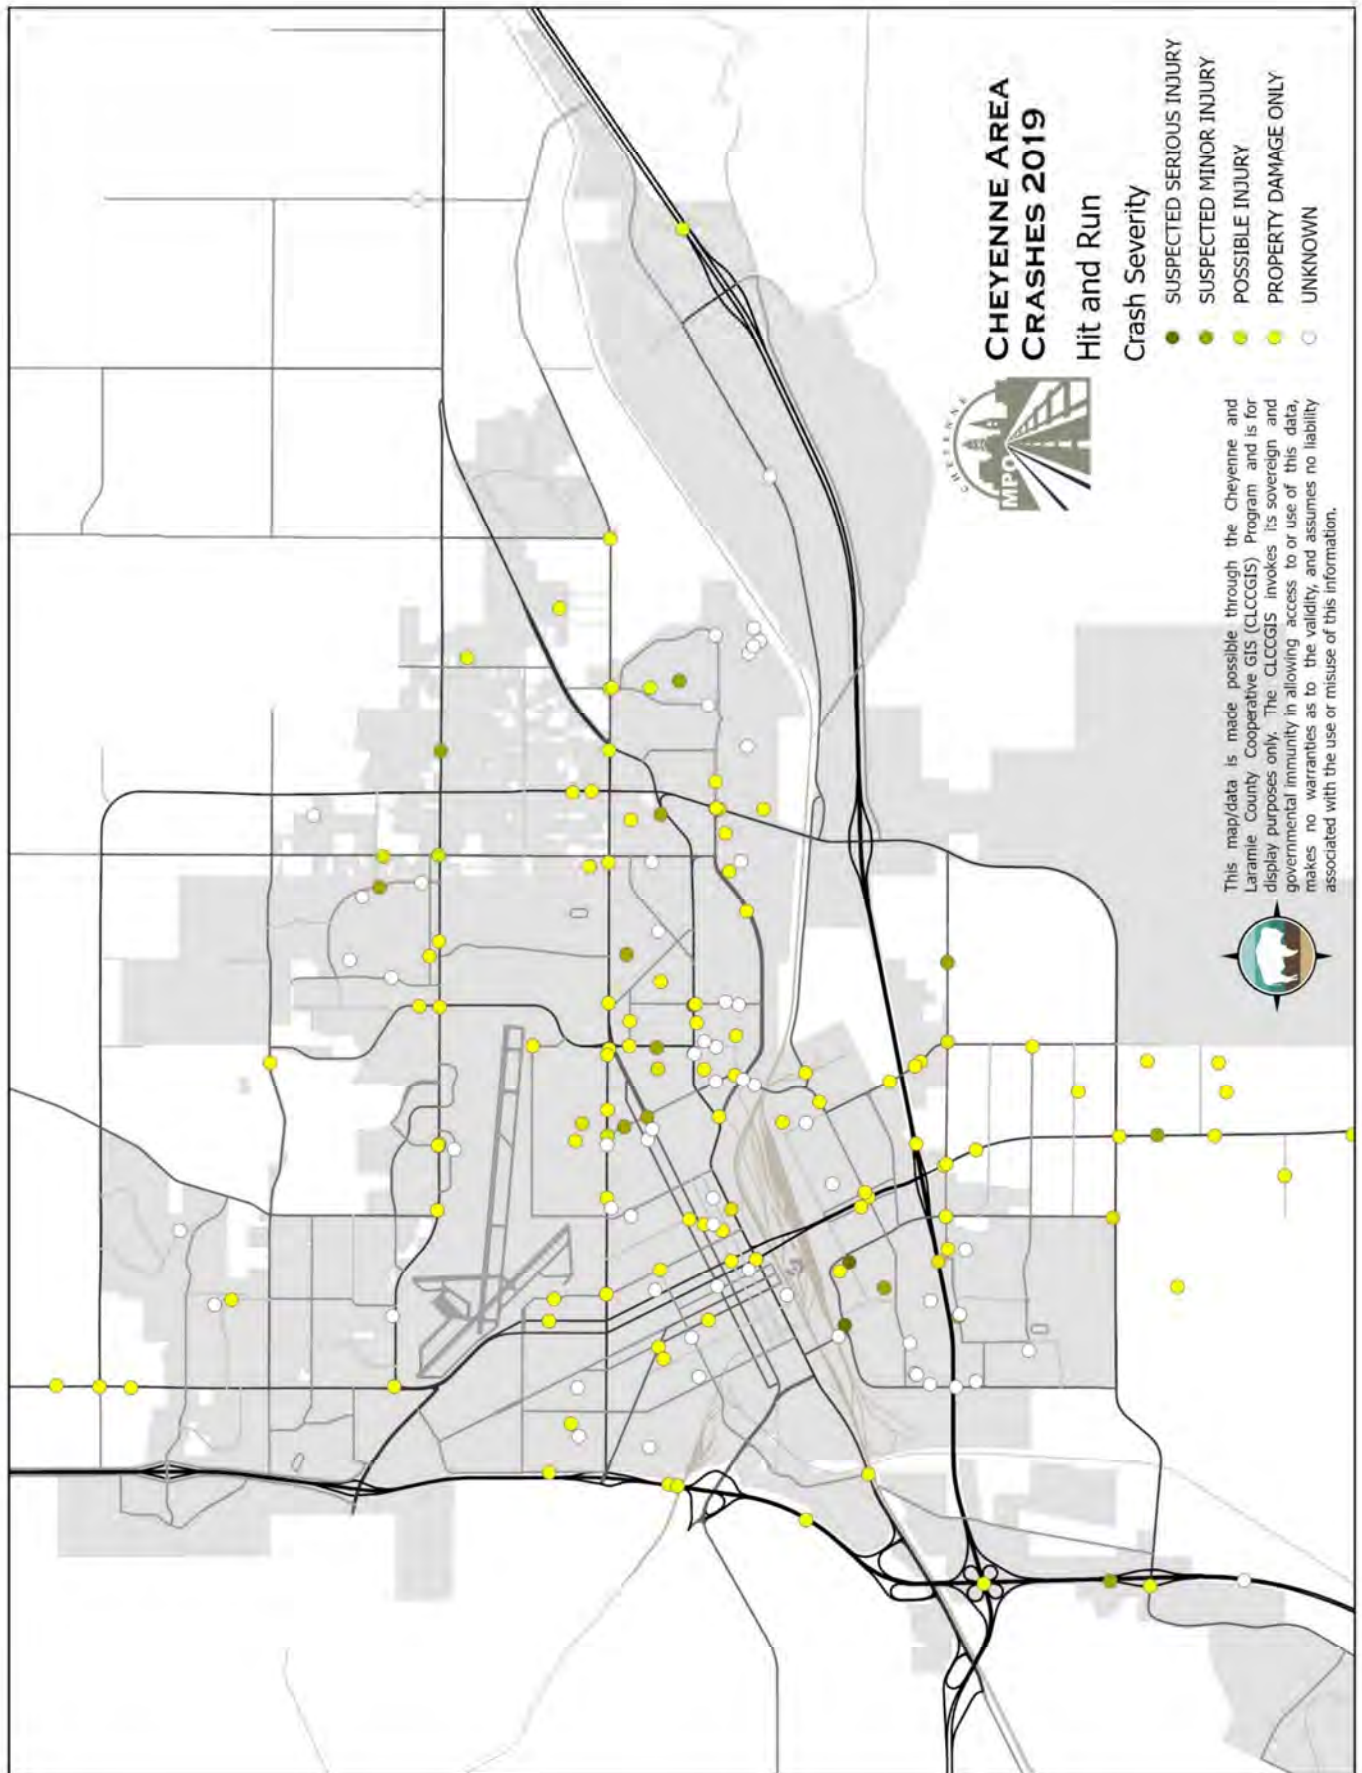 CHEYENNE AREA
CRASHES 2019
Hit and Run
Crash Severity
SUSPECTED SERIOUS INJURY
SUSPECTED MINOR INJURY
POSSIBLE INJURY
PROPERTY DAMAGE ONLY
UNKNOWN
CHEYENNE
MPO
This map/data is made possible through the Cheyenne and
Laramie County Cooperative GIS (CLCCGIS) Program and is for
display purposes only. The CLCCGIS invokes its sovereign and
governmental immunity in allowing access to or use of this data,
makes no warranties as to the validity, and assumes no liability
associated with the use or misuse of this information.